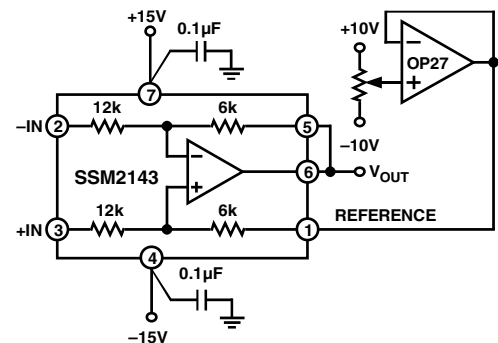 +15V
0.1µF
+10V
OP27
−
+
−10V
7
12k
6k
−IN
2
5
−
SSM2143
+
6
VOUT
12k
6k
+IN
3
1
REFERENCE
4
0.1µF
−15V